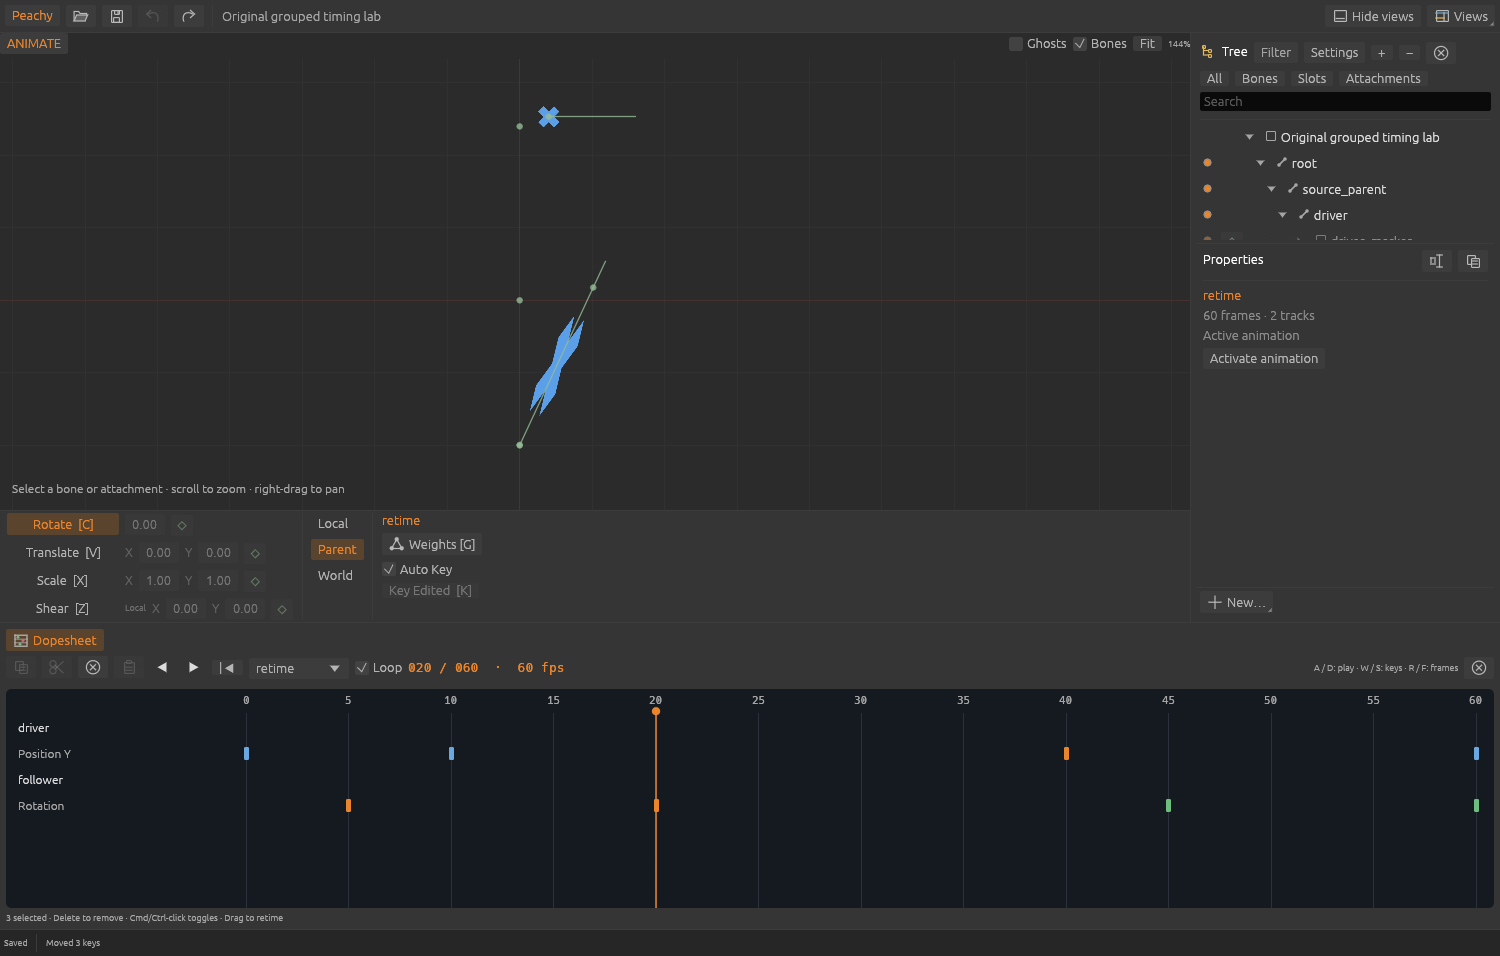 Peachy
Original grouped timing lab
Hide views
Views
ANIMATE
Ghosts
Bones
Fit
144%
Tree
Filter
Settings
+
−
All
Bones
Slots
Attachments
Search
Original grouped timing lab
root
source_parent
driver
Properties
retime
60 frames · 2 tracks
Active animation
Activate animation
New...
Select a bone or attachment · scroll to zoom · right-drag to pan
Rotate [C] 0.00
Translate [V] X 0.00 Y 0.00
Scale [X] X 1.00 Y 1.00
Shear [Z] Local X 0.00 Y 0.00
Local
Parent
World
retime
Weights [G]
Auto Key
Key Edited [K]
Dopesheet
retime
Loop
020 / 060 · 60 fps
A / D: play · W / S: keys · R / F: frames
0 5 10 15 20 25 30 35 40 45 50 55 60
driver
Position Y
follower
Rotation
3 selected · Delete to remove · Cmd/Ctrl-click toggles · Drag to retime
Saved
Moved 3 keys